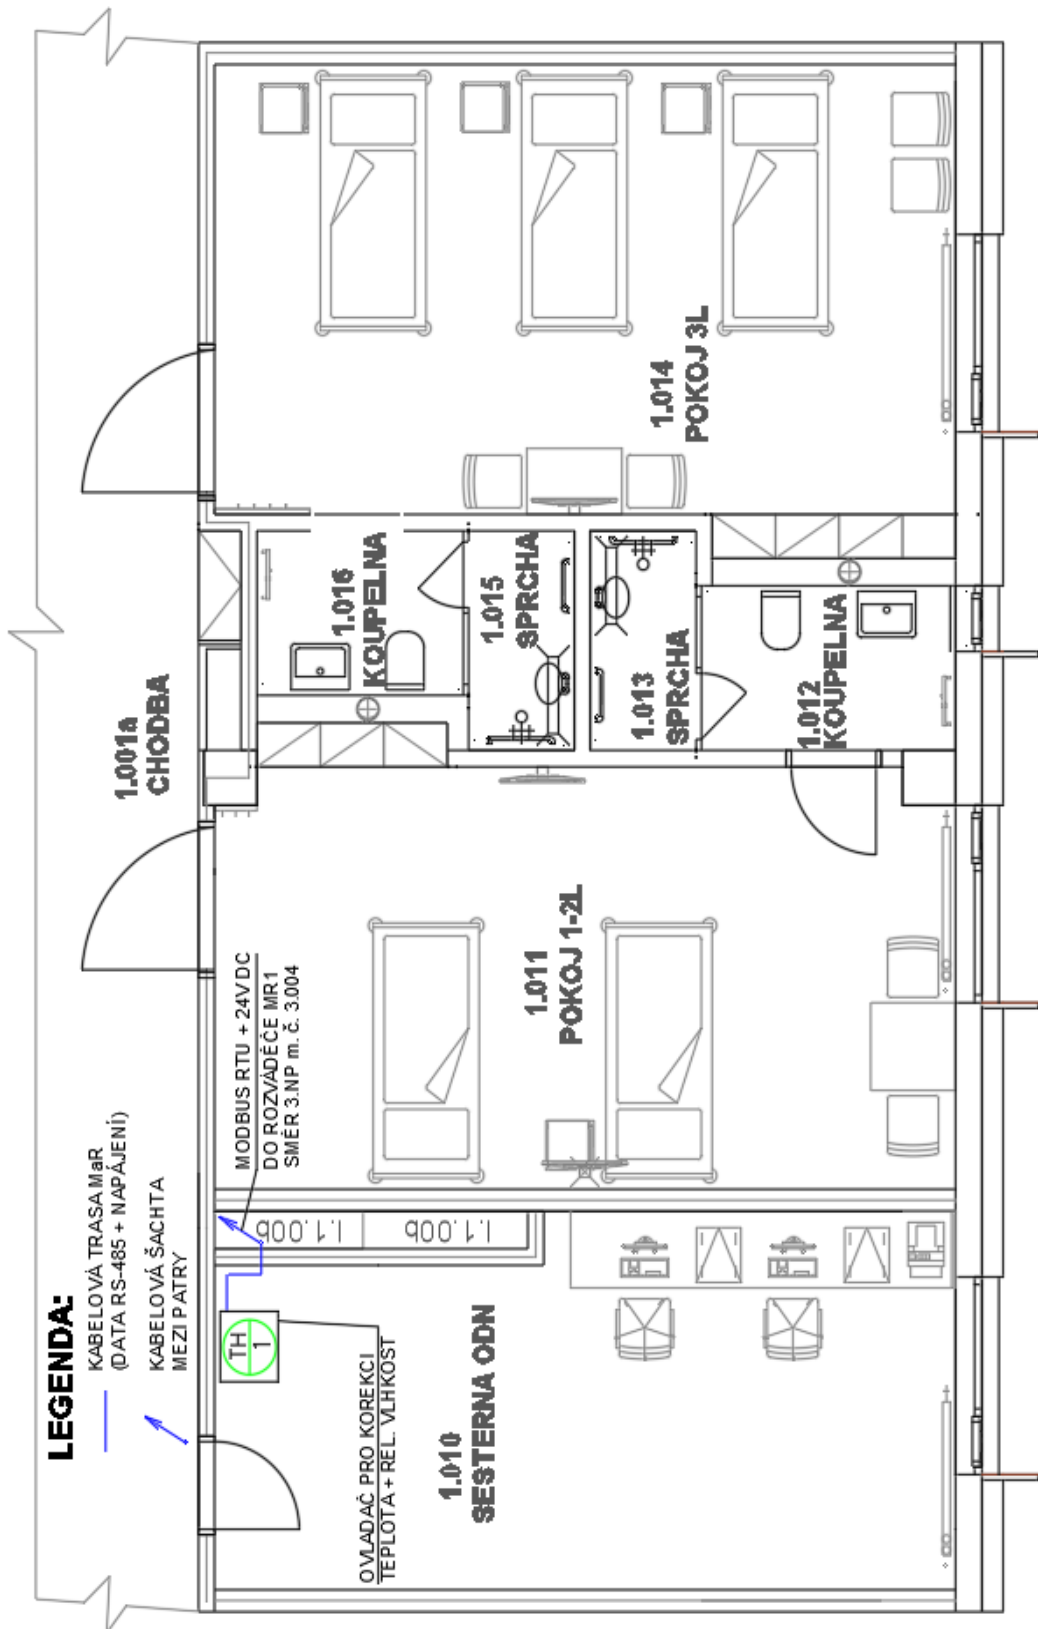 LEGENDA:
KABELOVÁ TRASA MaR
(DATA RS-485 + NAPÁJENÍ)
KABELOVÁ ŠACHTA
MEZI PATRY
1.001a
CHODBA
MODBUS RTU + 24V DC
DO ROZVÁDĚČE MR1
SMĚR 3.NP m. č. 3.004
TH
1
I.1.00b
I.1.00b
OVLADAČ PRO KOREKCI
TEPLOTA + REL. VLHKOST
1.010
SESTERNA ODN
1.011
POKOJ 1-2L
1.016
KOUPELNA
1.015
SPRCHA
1.013
SPRCHA
1.012
KOUPELNA
1.014
POKOJ 3L